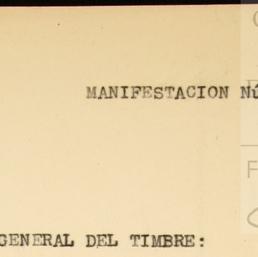 MANIFESTACION Nú
GENERAL DEL TIMBRE: